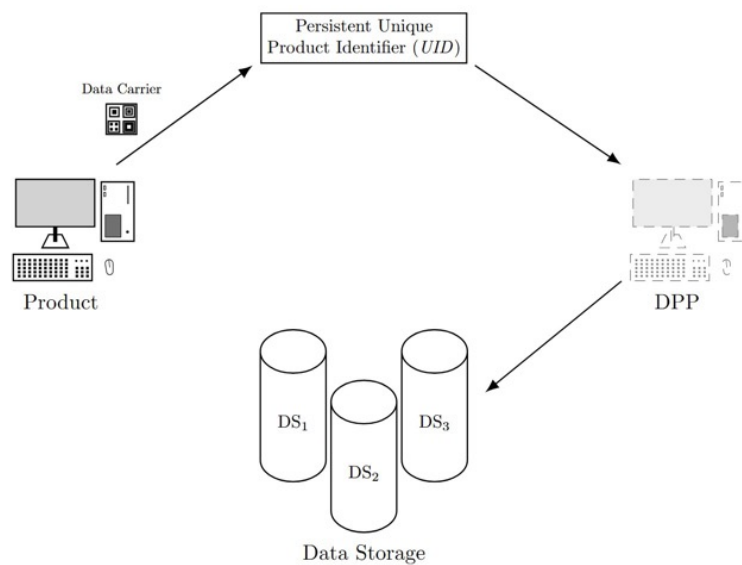 Persistent Unique
Product Identifier (UID)
Data Carrier
Product
DPP
DS₁
DS₃
DS₂
Data Storage